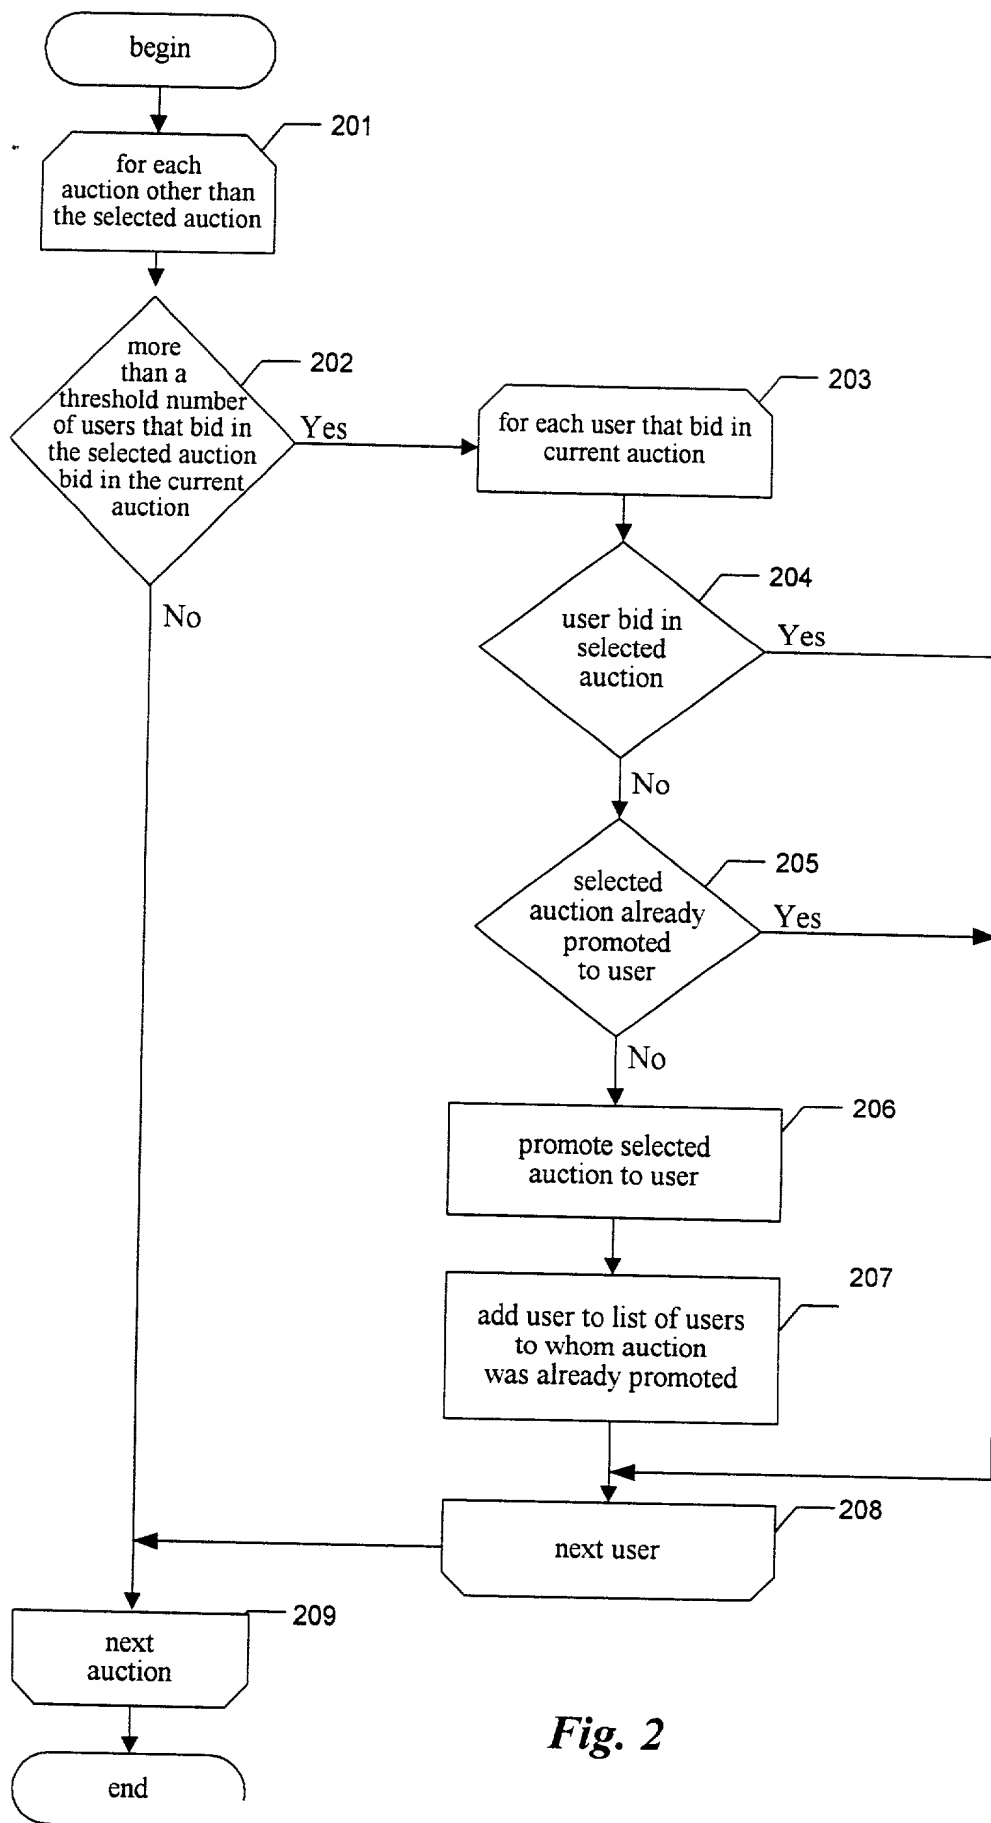 begin
201
for each
auction other than
the selected auction
more
than a
threshold number
of users that bid in
the selected auction
bid in the current
auction
202
Yes
No
203
for each user that bid in
current auction
204
user bid in
selected
auction
Yes
No
205
selected
auction already
promoted
to user
Yes
No
206
promote selected
auction to user
207
add user to list of users
to whom auction
was already promoted
208
next user
209
next
auction
end
Fig. 2